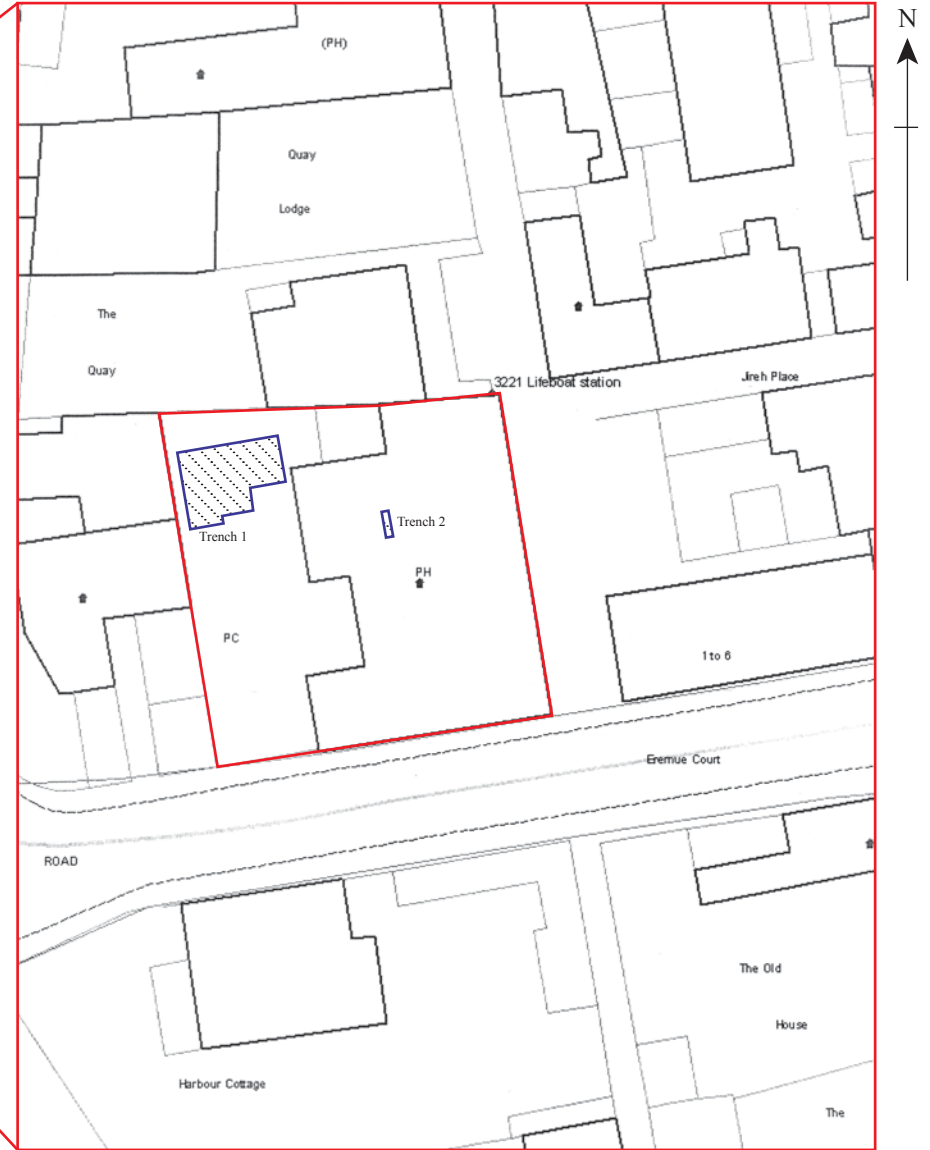 N
(PH)
Quay
Lodge
The
Quay
3221 Lifeboat station
Jireh Place
Trench 1
Trench 2
PH
PC
1 to 6
Eremue Court
ROAD
The Old
House
Harbour Cottage
The